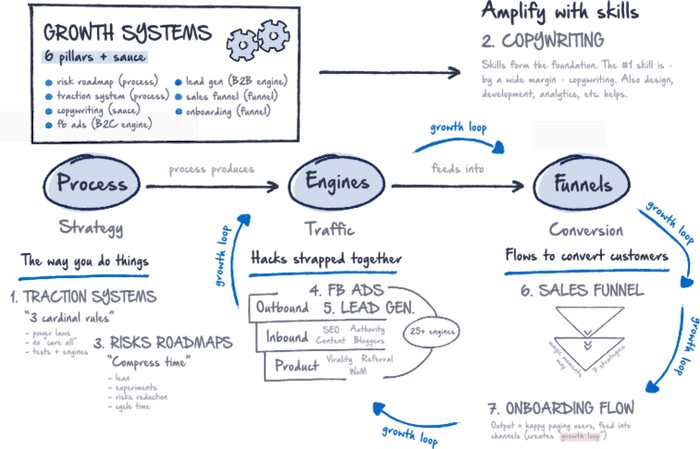 GROWTH SYSTEMS
6 pillars + sauce
risk roadmap (process)
traction system (process)
copywriting (sauce)
fb ads (B2C engine)
lead gen (B2B engine)
sales funnel (funnel)
onboarding (funnel)
Amplify with skills
2. COPYWRITING
Skills form the foundation. The #1 skill is -
by a wide margin - copywriting. Also design,
development, analytics, etc. helps.
growth loop
Process
process produces
Engines
feeds into
Funnels
Strategy
Traffic
Conversion
growth loop
growth loop
The way you do things
Hacks strapped together
Flows to convert customers
1. TRACTION SYSTEMS
"3 cardinal rules"
- power laws
- no "cure all"
- tests + engines
3. RISKS ROADMAPS
"Compress time"
- lean
- experiments
- risks reduction
- cycle time
4. FB ADS
Outbound
5. LEAD GEN.
Inbound
SEO Authority
Content Bloggers
Product
Virality Referral
WoM
25+ engines
6. SALES FUNNEL
magic moments
map
7 strategies
growth loop
7. ONBOARDING FLOW
Output = happy paying users, feed into
channels (creates "growth loop")
growth loop